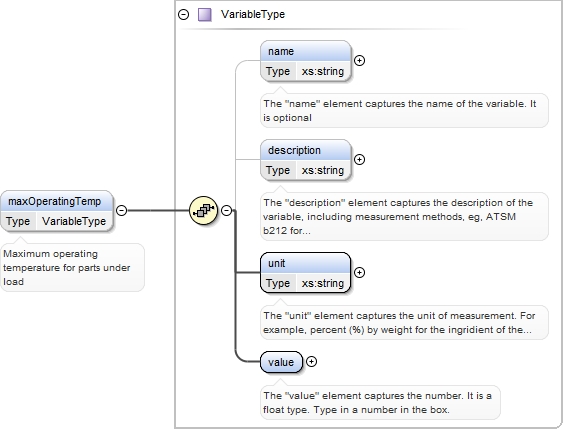 VariableType
name
Type xs:string
The "name" element captures the name of the variable. It
is optional
description
Type xs:string
The "description" element captures the description of the
variable, including measurement methods, eg, ATSM
b212 for...
maxOperatingTemp
Type VariableType
Maximum operating
temperature for parts under
load
unit
Type xs:string
The "unit" element captures the unit of measurement. For
example, percent (%) by weight for the ingridient of the...
value
The "value" element captures the number. It is a
float type. Type in a number in the box.